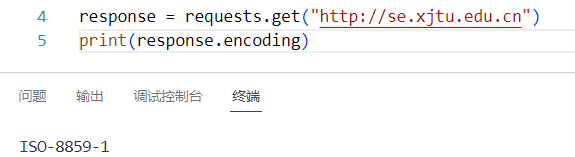 4 response = requests.get("http://se.xjtu.edu.cn")
5 print(response.encoding)
问题 输出 调试控制台 终端
ISO-8859-1